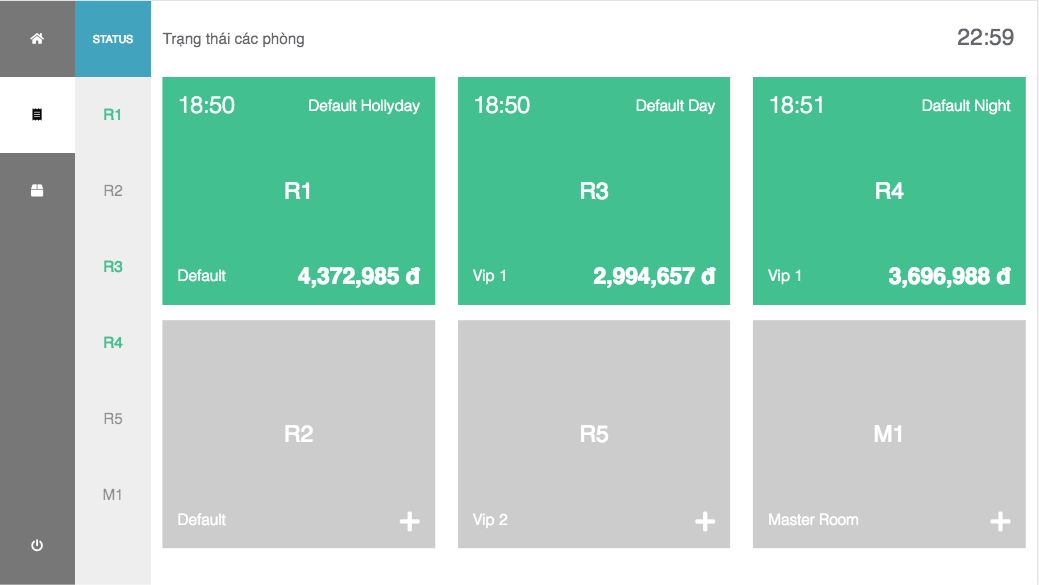 STATUS
Trạng thái các phòng
22:59
R1
R2
R3
R4
R5
M1
18:50 Default Hollyday
R1
Default 4,372,985 đ
18:50 Default Day
R3
Vip 1 2,994,657 đ
18:51 Dafault Night
R4
Vip 1 3,696,988 đ
R2
Default +
R5
Vip 2 +
M1
Master Room +